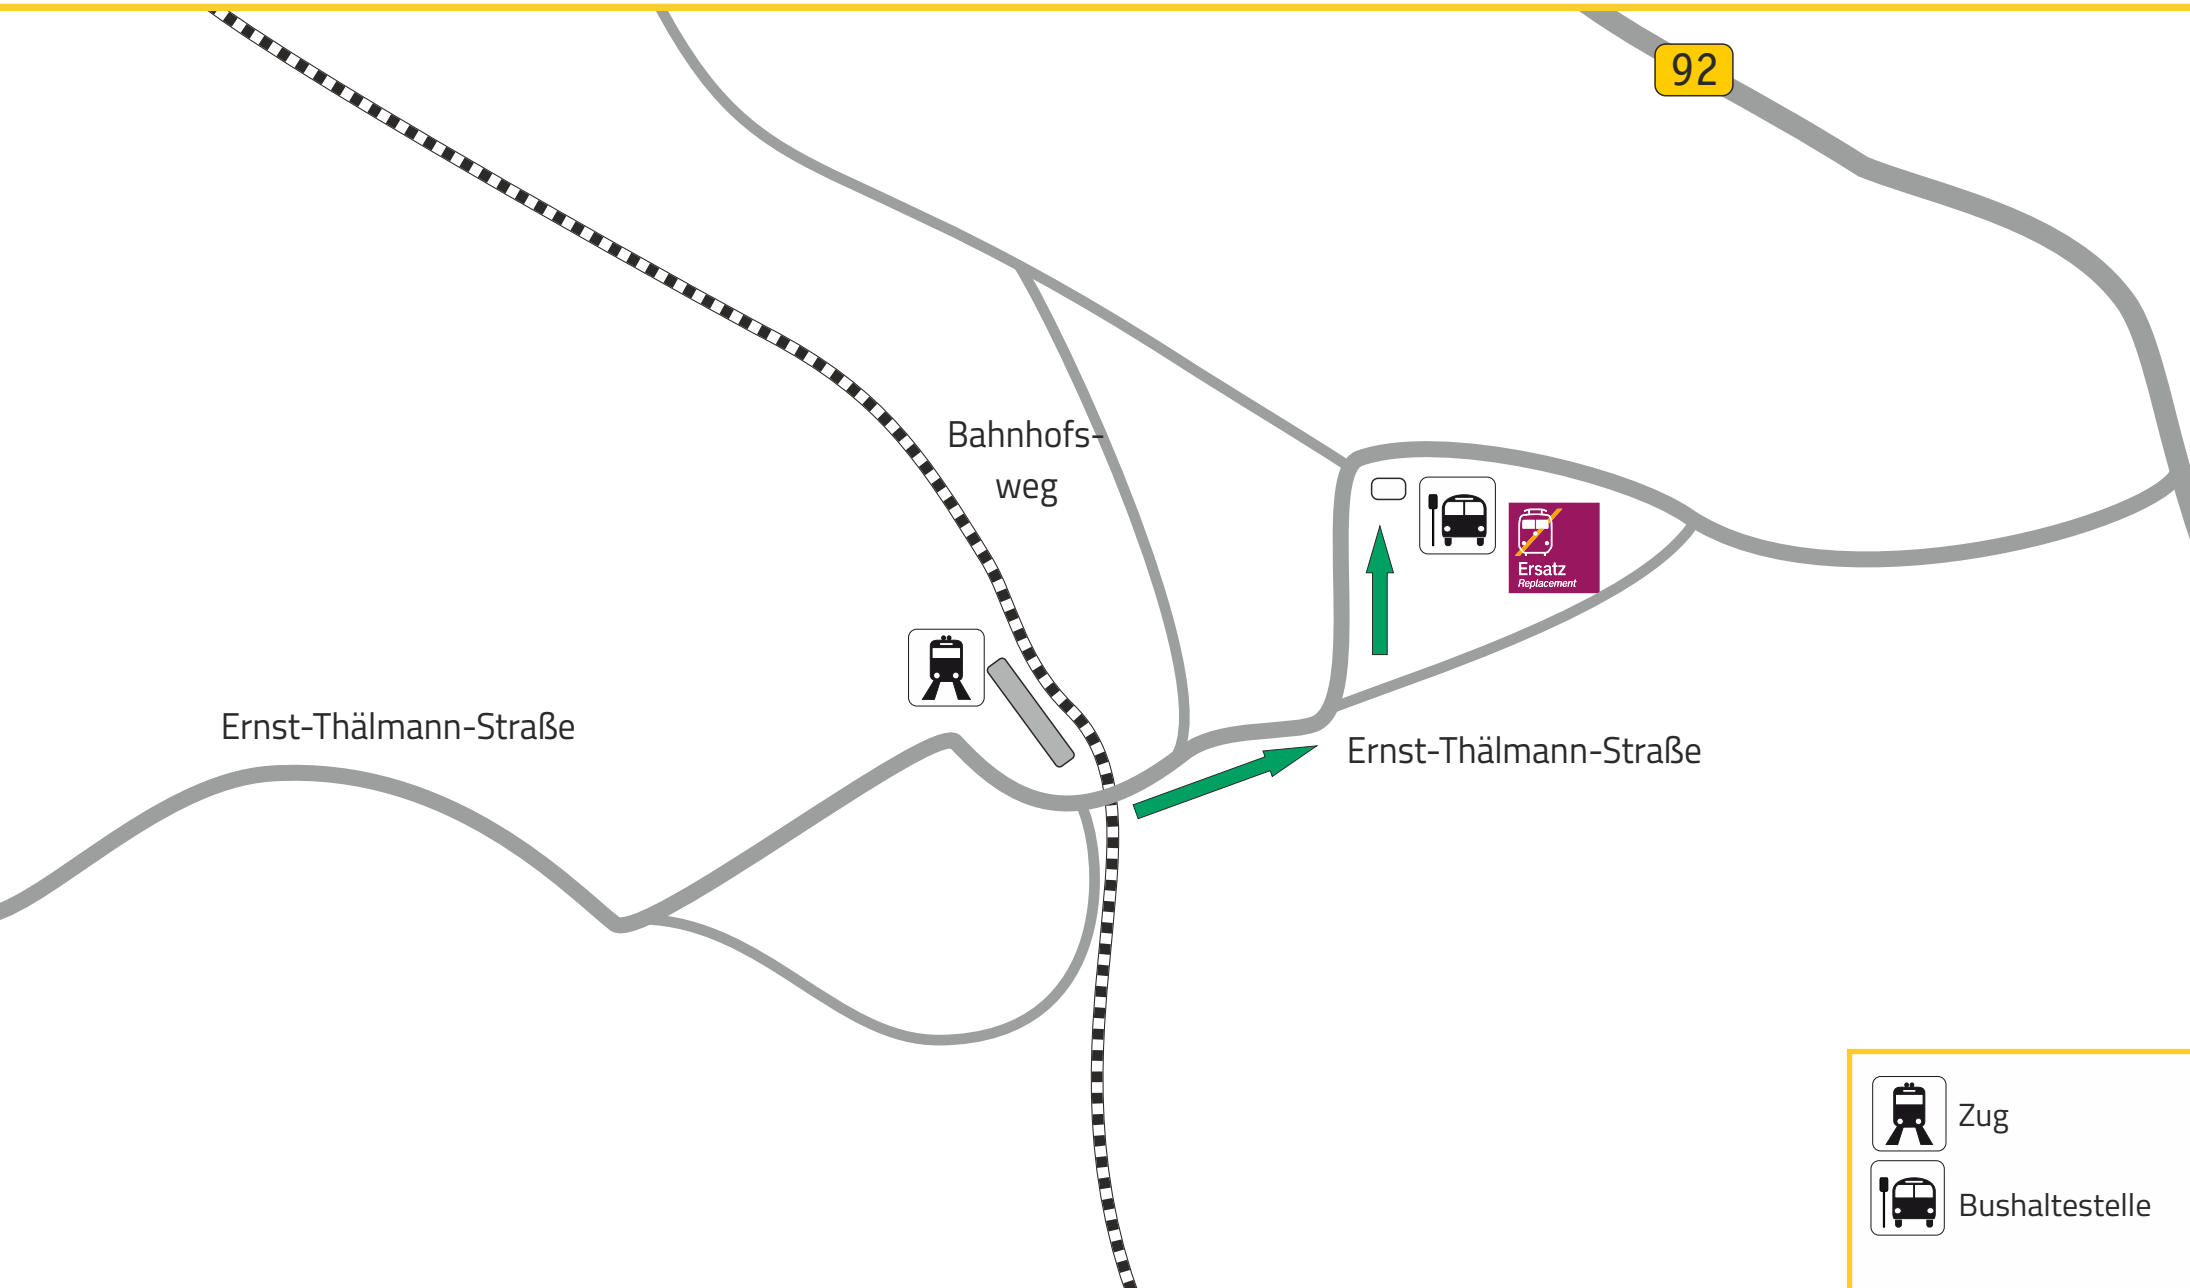 92
Bahnhofs-
weg
Ersatz
Replacement
Ernst-Thälmann-Straße
Ernst-Thälmann-Straße
Zug
Bushaltestelle